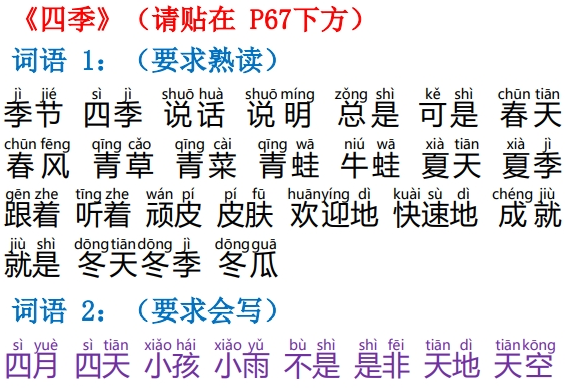 《四季》（请贴在 P67下方）
词语 1：（要求熟读）
jì jié sì jì shuō huà shuō míng zǒng shì kě shì chūn tiān
季节 四季 说话 说明 总是 可是 春天
chūn fēng qīng cǎo qīng cài qīng wā niú wā xià tiān xià jì
春风 青草 青菜 青蛙 牛蛙 夏天 夏季
gēn zhe tīng zhe wán pí pí fū huānyíng dì kuài sù dì chéng jiù
跟着 听着 顽皮 皮肤 欢迎地 快速地 成就
jiù shì dōngtiāndōng jì dōngguā
就是 冬天冬季 冬瓜
词语 2：（要求会写）
sì yuè sì tiān xiǎo hái xiǎo yǔ bù shì shì fēi tiān dì tiānkōng
四月 四天 小孩 小雨 不是 是非 天地 天空